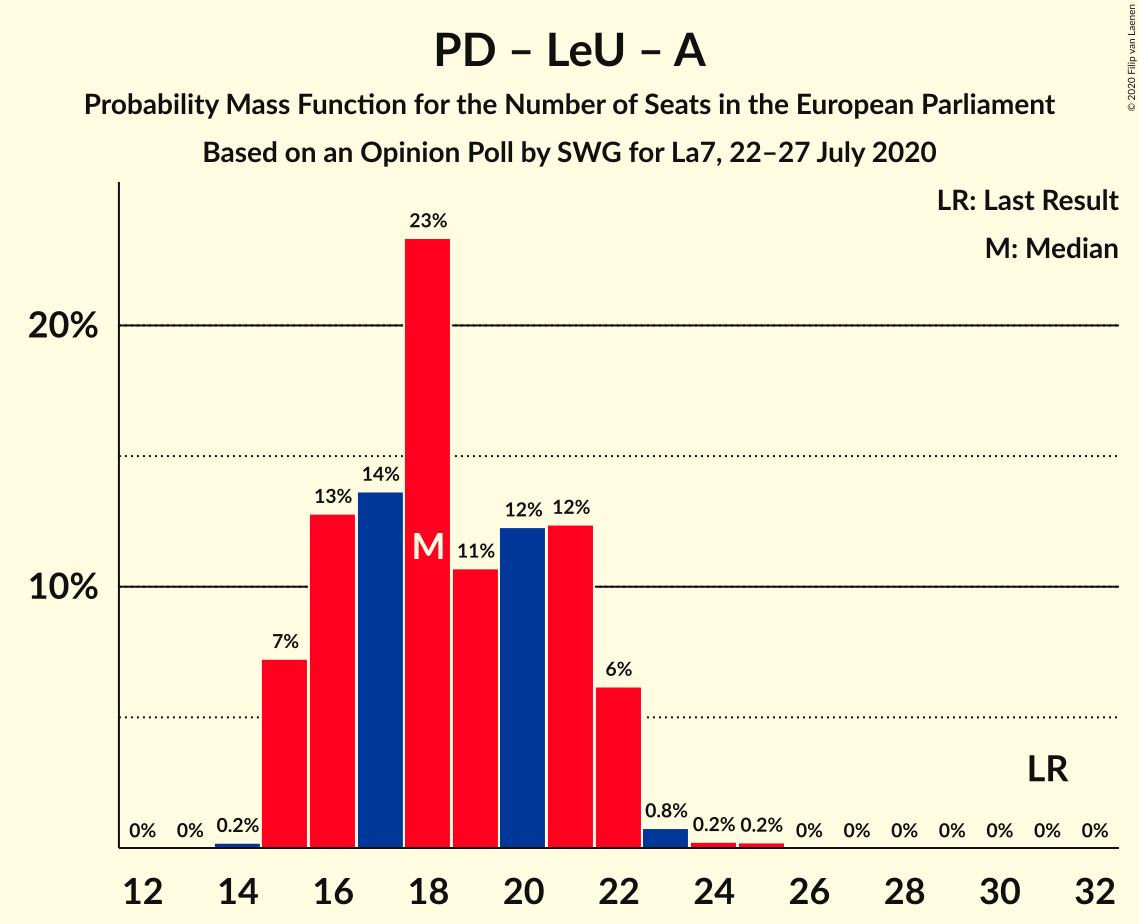 PD – LeU – A
Probability Mass Function for the Number of Seats in the European Parliament
Based on an Opinion Poll by SWG for La7, 22–27 July 2020
© 2020 Filip van Laenen
LR: Last Result
M: Median
20%
10%
0% 0% 0.2% 7% 13% 14% 23% 11% 12% 12% 6% 0.8% 0.2% 0.2% 0% 0% 0% 0% 0% 0% 0%
M
LR
12 14 16 18 20 22 24 26 28 30 32